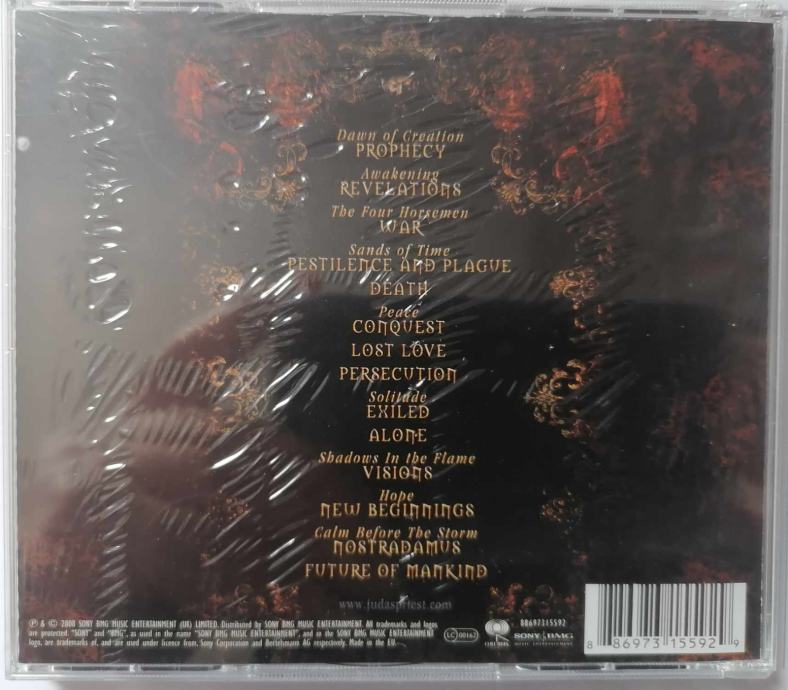 Dawn of Creation
PROPHECY
Awakening
REVELATIONS
The Four Horsemen
WAR
Sands of Time
PESTILENCE AND PLAGUE
DEATH
Peace
CONQUEST
LOST LOVE
PERSECUTION
Solitude
EXILED
ALONE
Shadows In the Flame
VISIONS
Hope
NEW BEGINNINGS
Calm Before The Storm
NOSTRADAMUS
FUTURE OF MANKIND
www.judaspriest.com
℗ & © 2008 SONY BMG MUSIC ENTERTAINMENT (UK) LIMITED. Distributed by SONY BMG MUSIC ENTERTAINMENT. All trademarks and logos
are protected. "SONY" and "BMG", as used in the name "SONY BMG MUSIC ENTERTAINMENT", and in the SONY BMG MUSIC ENTERTAINMENT
logo, are trademarks of, and are used under licence from, Sony Corporation and Bertelsmann AG respectively. Made in the EU.
LC 00162
COLUMBIA
88697315592
SONY BMG
MUSIC ENTERTAINMENT
8 86973 15592 9